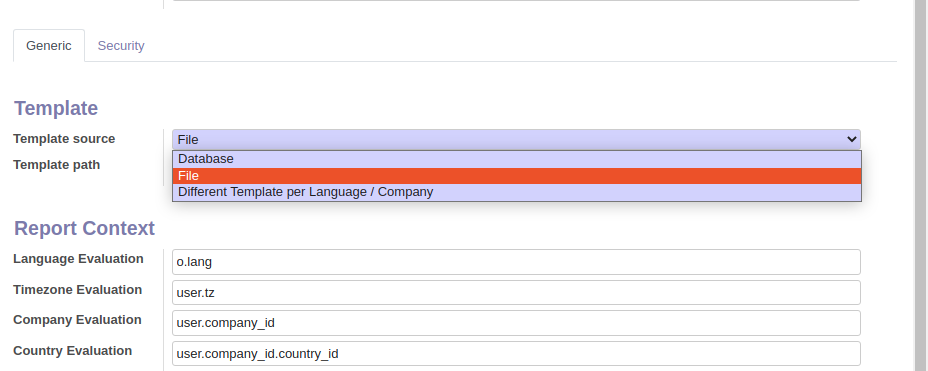 Generic Security
Template
Template source File
Database
Template path
File
Different Template per Language / Company
Report Context
Language Evaluation o.lang
Timezone Evaluation user.tz
Company Evaluation user.company_id
Country Evaluation user.company_id.country_id